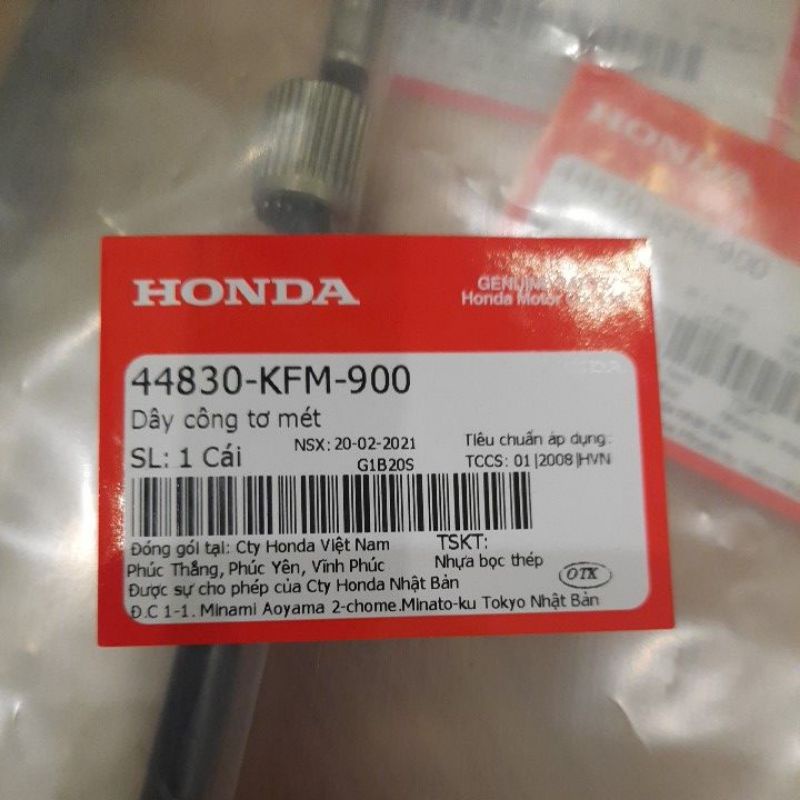 HONDA
Honda Motor
44830-KFM-900
Dây công tơ mét
SL: 1 Cái
NSX: 20-02-2021
G1B20S
Tiêu chuẩn áp dụng:
TCCS: 01|2008|HVN
Đóng gói tại: Cty Honda Việt Nam
Phúc Thắng, Phúc Yên, Vĩnh Phúc
TSKT:
Nhựa bọc thép
Được sự cho phép của Cty Honda Nhật Bản
Đ.C 1-1. Minami Aoyama 2-chome.Minato-ku Tokyo Nhật Bản
OTK
HONDA
44830-KFM-900